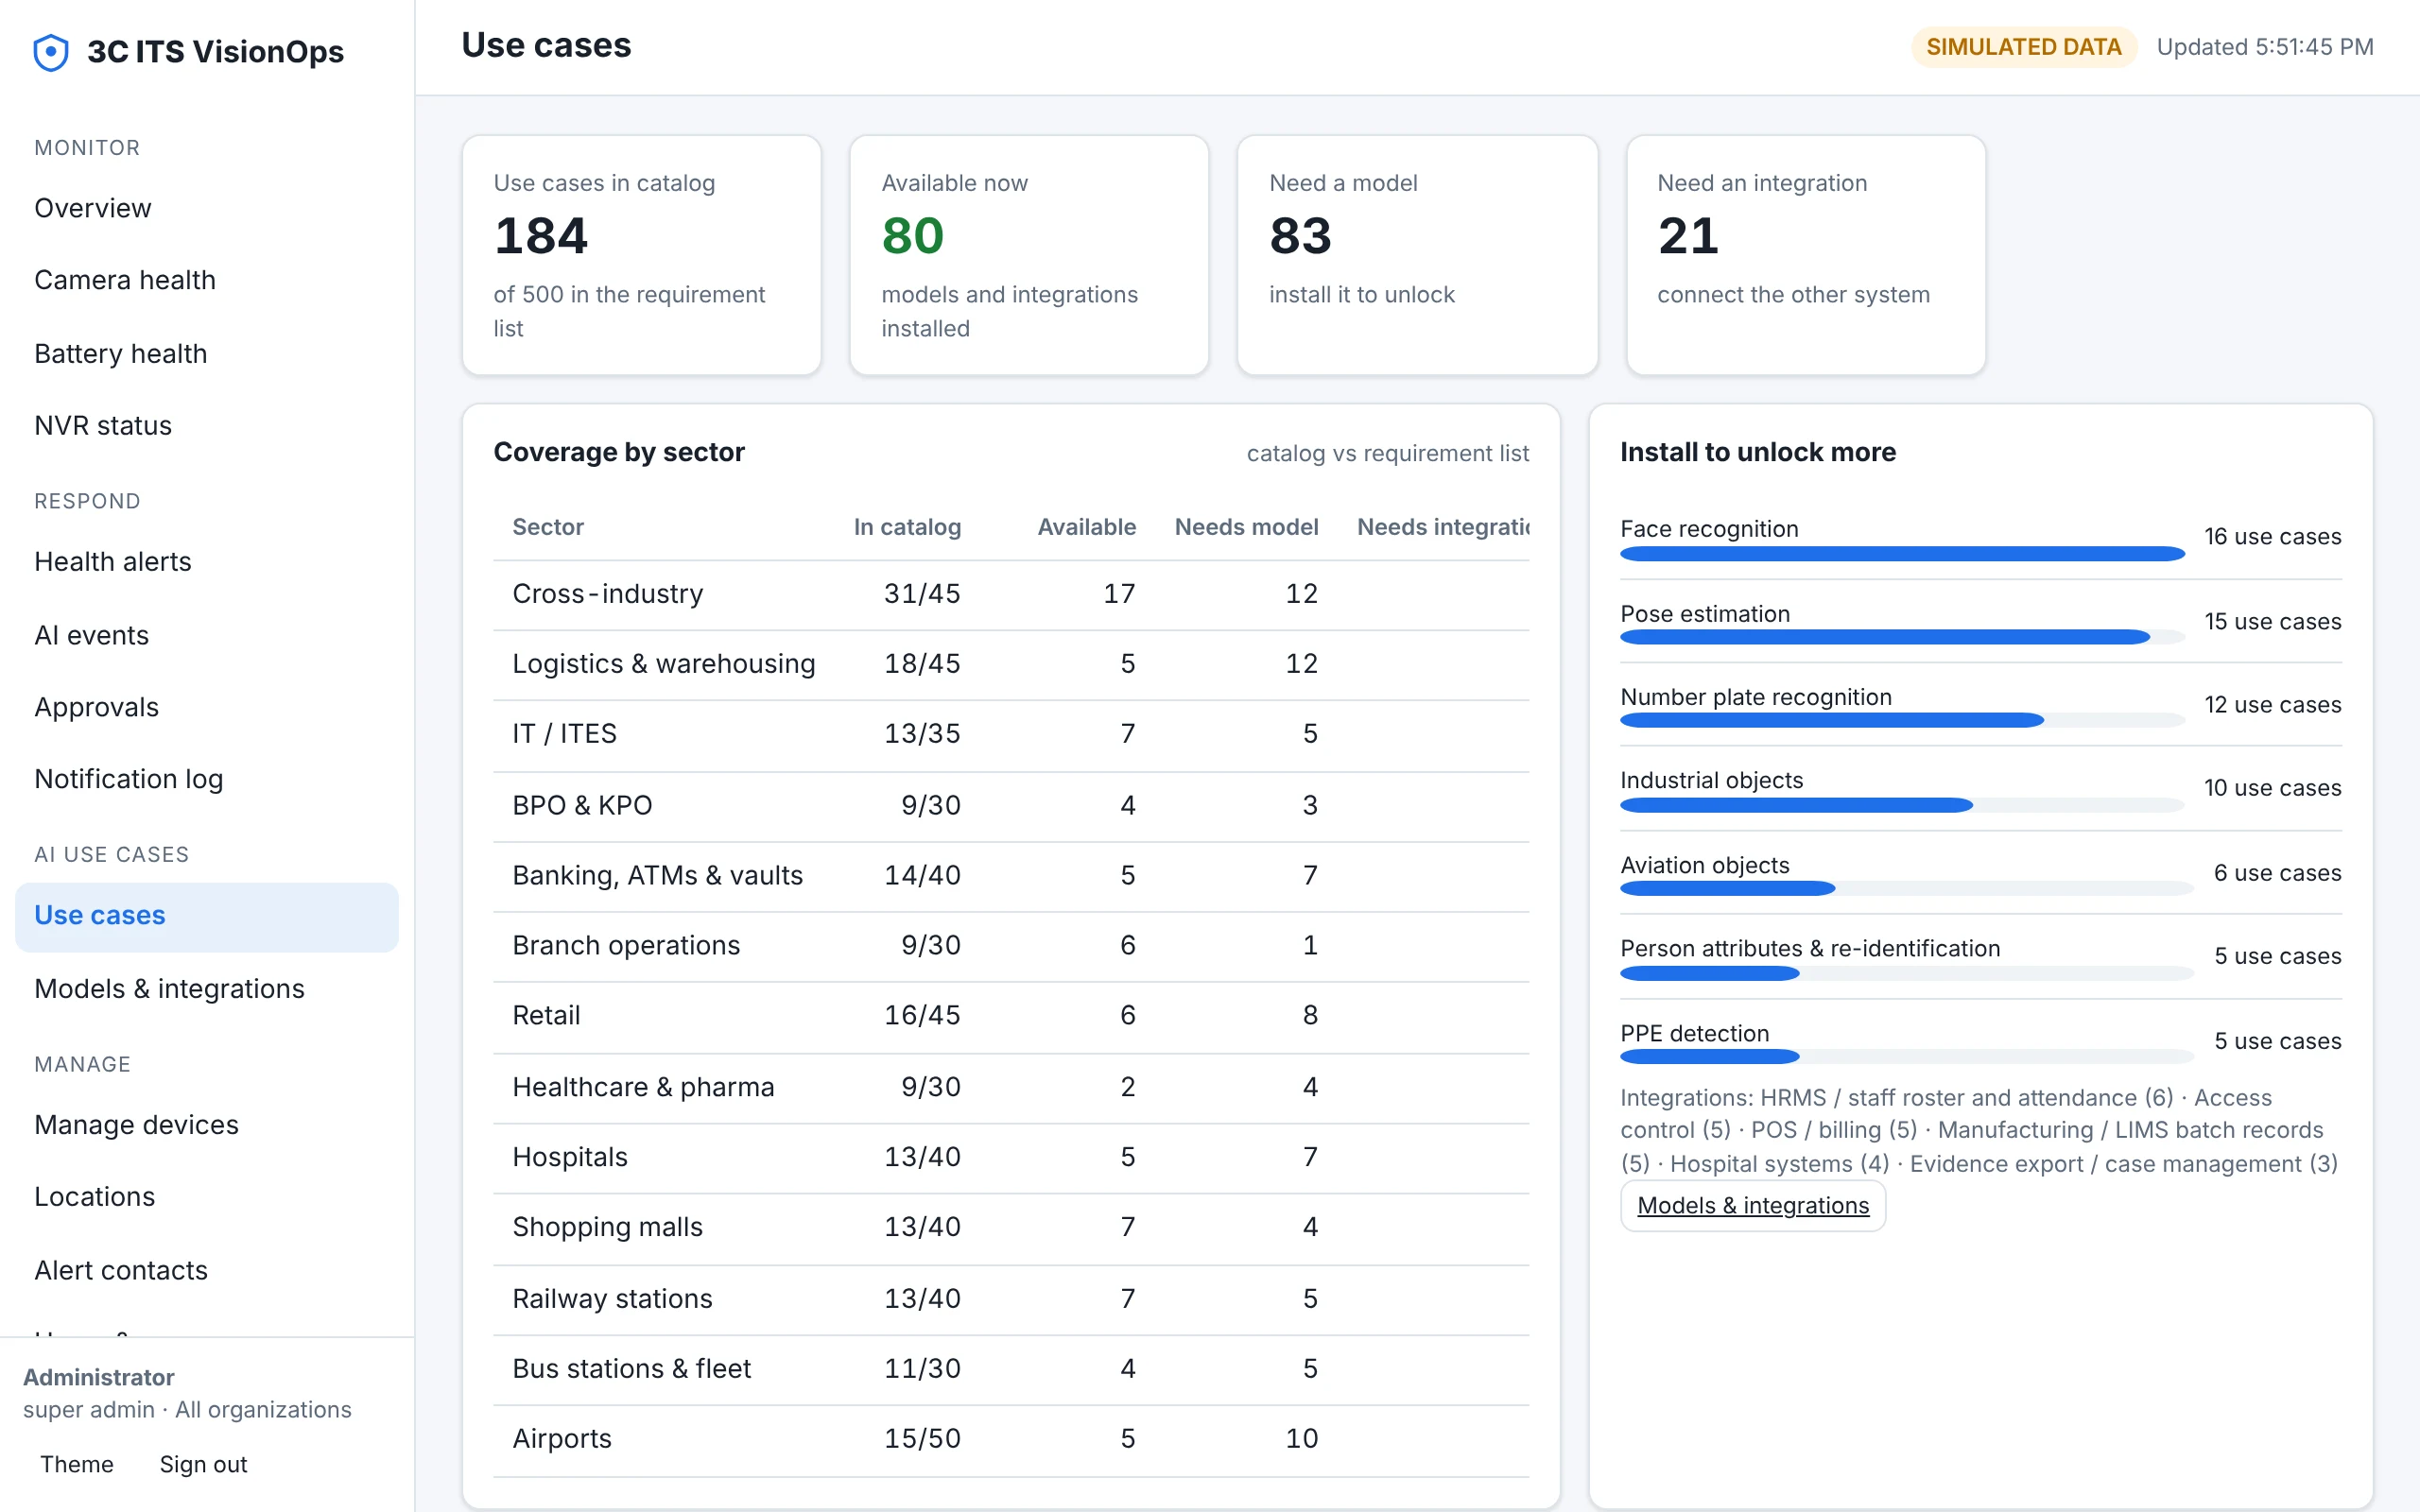 3C ITS VisionOps
MONITOR
Overview
Camera health
Battery health
NVR status
RESPOND
Health alerts
AI events
Approvals
Notification log
AI USE CASES
Use cases
Models & integrations
MANAGE
Manage devices
Locations
Alert contacts
Administrator
super admin · All organizations
Theme Sign out
Use cases
SIMULATED DATA Updated 5:51:45 PM
Use cases in catalog
184
of 500 in the requirement
list
Available now
80
models and integrations
installed
Need a model
83
install it to unlock
Need an integration
21
connect the other system
Coverage by sector catalog vs requirement list
Sector In catalog Available Needs model Needs
Cross-industry 31/45 17 12
Logistics & warehousing 18/45 5 12
IT / ITES 13/35 7 5
BPO & KPO 9/30 4 3
Banking, ATMs & vaults 14/40 5 7
Branch operations 9/30 6 1
Retail 16/45 6 8
Healthcare & pharma 9/30 2 4
Hospitals 13/40 5 7
Shopping malls 13/40 7 4
Railway stations 13/40 7 5
Bus stations & fleet 11/30 4 5
Airports 15/50 5 10
Install to unlock more
Face recognition 16 use cases
Pose estimation 15 use cases
Number plate recognition 12 use cases
Industrial objects 10 use cases
Aviation objects 6 use cases
Person attributes & re-identification 5 use cases
PPE detection 5 use cases
Integrations: HRMS / staff roster and attendance (6) · Access
control (5) · POS / billing (5) · Manufacturing / LIMS batch records
(5) · Hospital systems (4) · Evidence export / case management (3)
Models & integrations